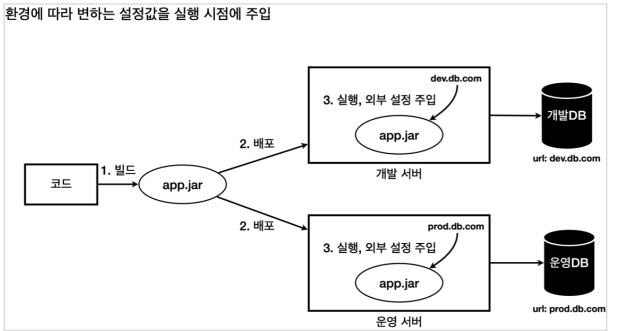 환경에 따라 변하는 설정값을 실행 시점에 주입
dev.db.com
3. 실행, 외부 설정 주입
app.jar
개발 서버
개발DB
url: dev.db.com
2. 배포
1. 빌드
코드
app.jar
2. 배포
prod.db.com
3. 실행, 외부 설정 주입
app.jar
운영 서버
운영DB
url: prod.db.com